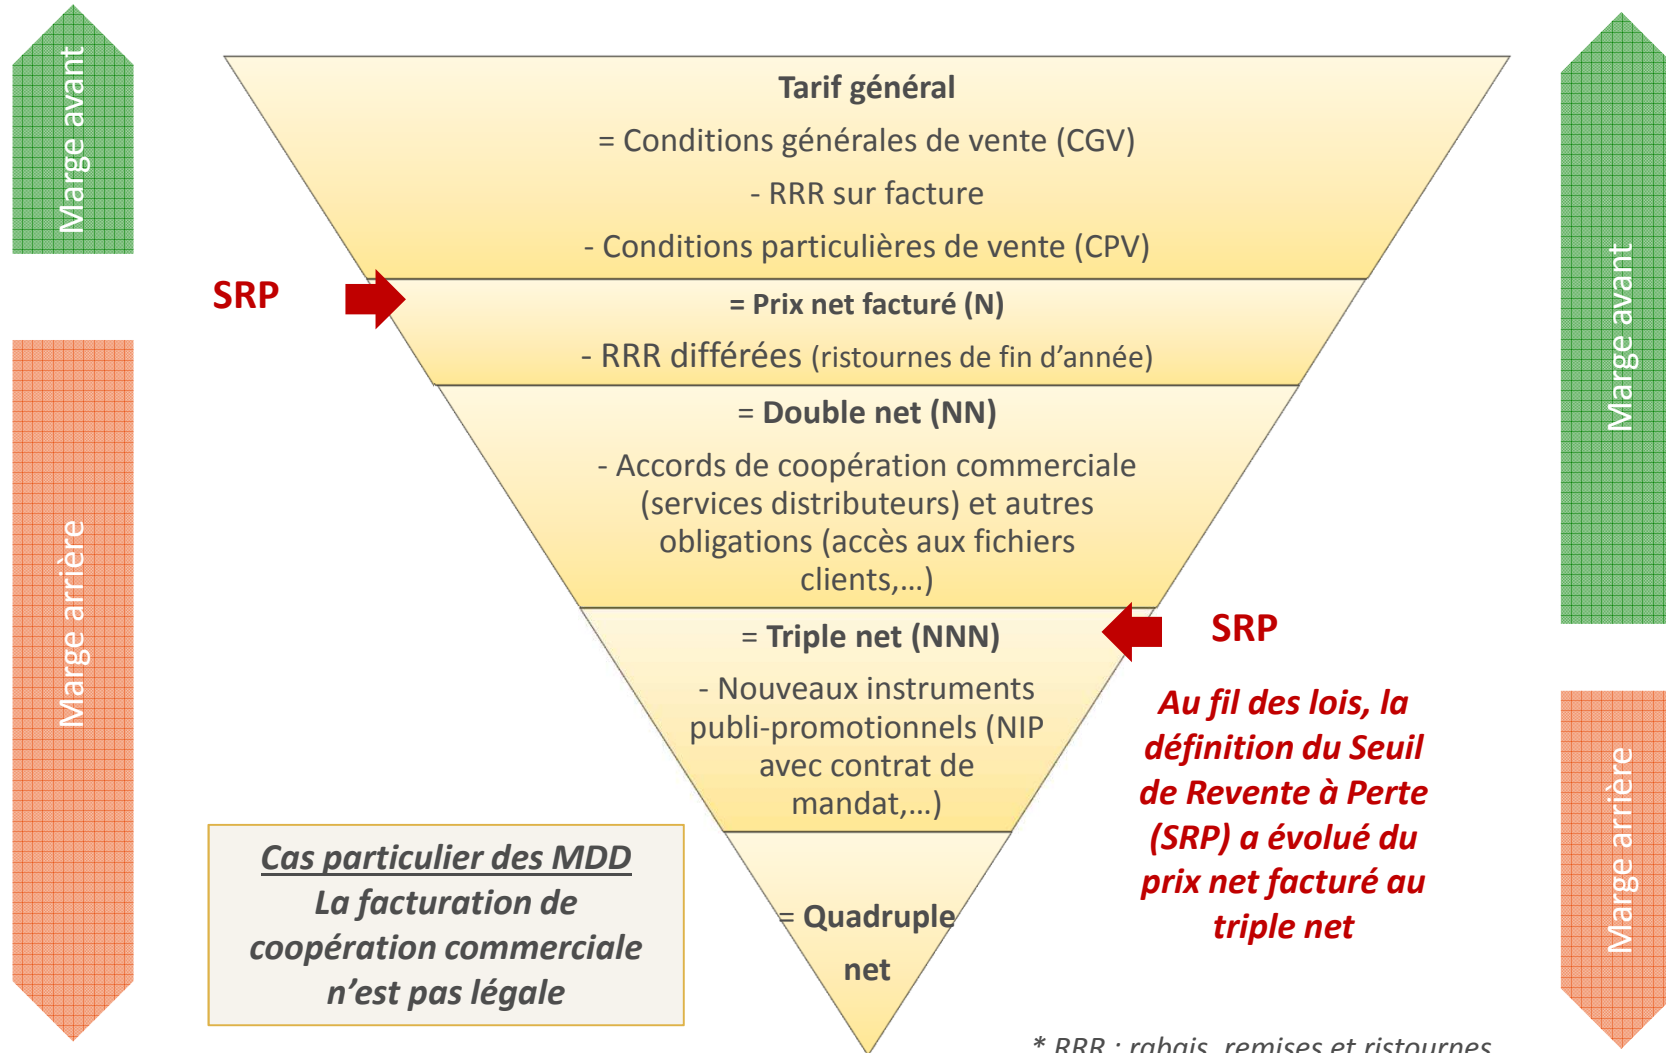 Marge avant
Marge arrière
Tarif général
= Conditions générales de vente (CGV)
- RRR sur facture
- Conditions particulières de vente (CPV)
SRP
= Prix net facturé (N)
- RRR différées (ristournes de fin d’année)
= Double net (NN)
- Accords de coopération commerciale
(services distributeurs) et autres
obligations (accès aux fichiers
clients,…)
= Triple net (NNN)
- Nouveaux instruments
publi-promotionnels (NIP
avec contrat de
mandat,…)
= Quadruple
net
Cas particulier des MDD
La facturation de
coopération commerciale
n’est pas légale
SRP
Au fil des lois, la
définition du Seuil
de Revente à Perte
(SRP) a évolué du
prix net facturé au
triple net
Marge avant
Marge arrière
* RRR : rabais, remises et ristournes